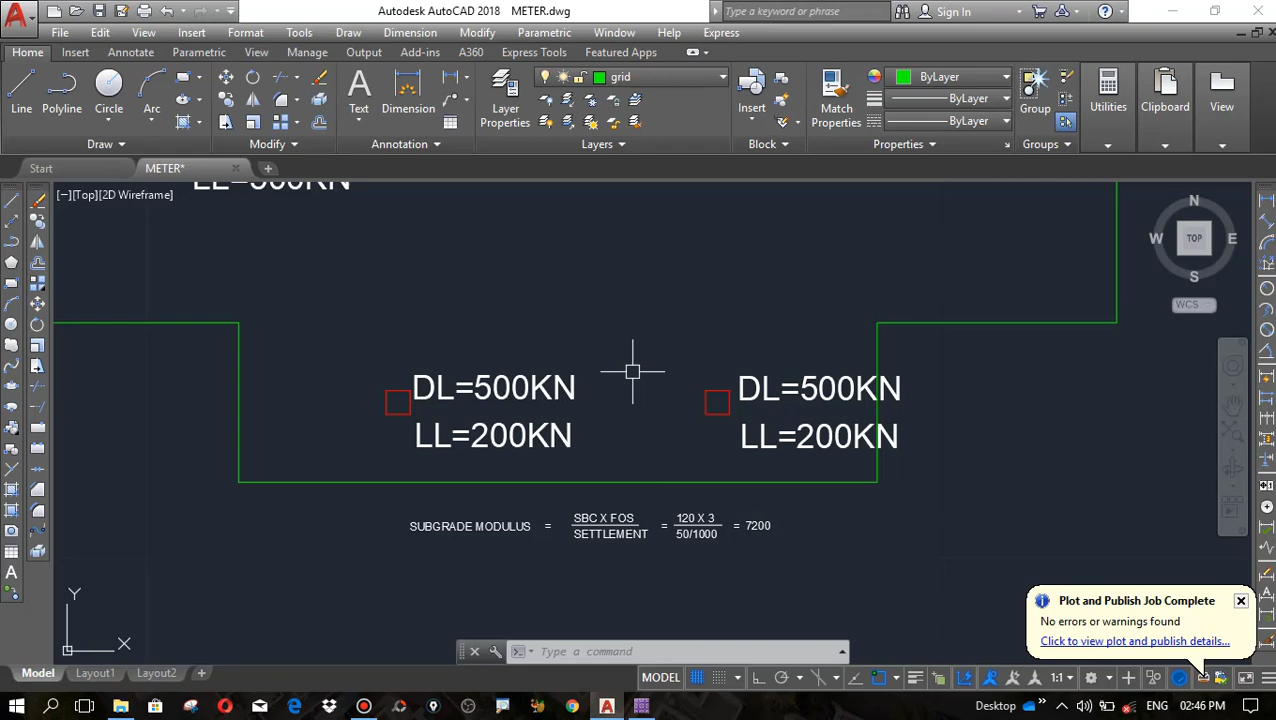 Autodesk AutoCAD 2018 METER.dwg
Type a keyword or phrase
Sign In
File Edit View Insert Format Tools Draw Dimension Modify Parametric Window Help Express
Home Insert Annotate Parametric View Manage Output Add-ins A360 Express Tools Featured Apps
Line
Polyline
Circle
Arc
Text
Dimension
Layer
Properties
grid
Insert
Match
Properties
ByLayer
ByLayer
ByLayer
Group
Utilities
Clipboard
View
Draw
Modify
Annotation
Layers
Block
Properties
Groups
Start
METER*
[−][Top][2D Wireframe]
LL=500KN
N
W
TOP
E
S
WCS
DL=500KN
LL=200KN
DL=500KN
LL=200KN
SUBGRADE MODULUS = SBC X FOS = 120 X 3 = 7200
SETTLEMENT 50/1000
Y
X
Plot and Publish Job Complete
No errors or warnings found
Click to view plot and publish details...
Type a command
Model Layout1 Layout2
MODEL
1:1
Desktop
ENG
02:46 PM